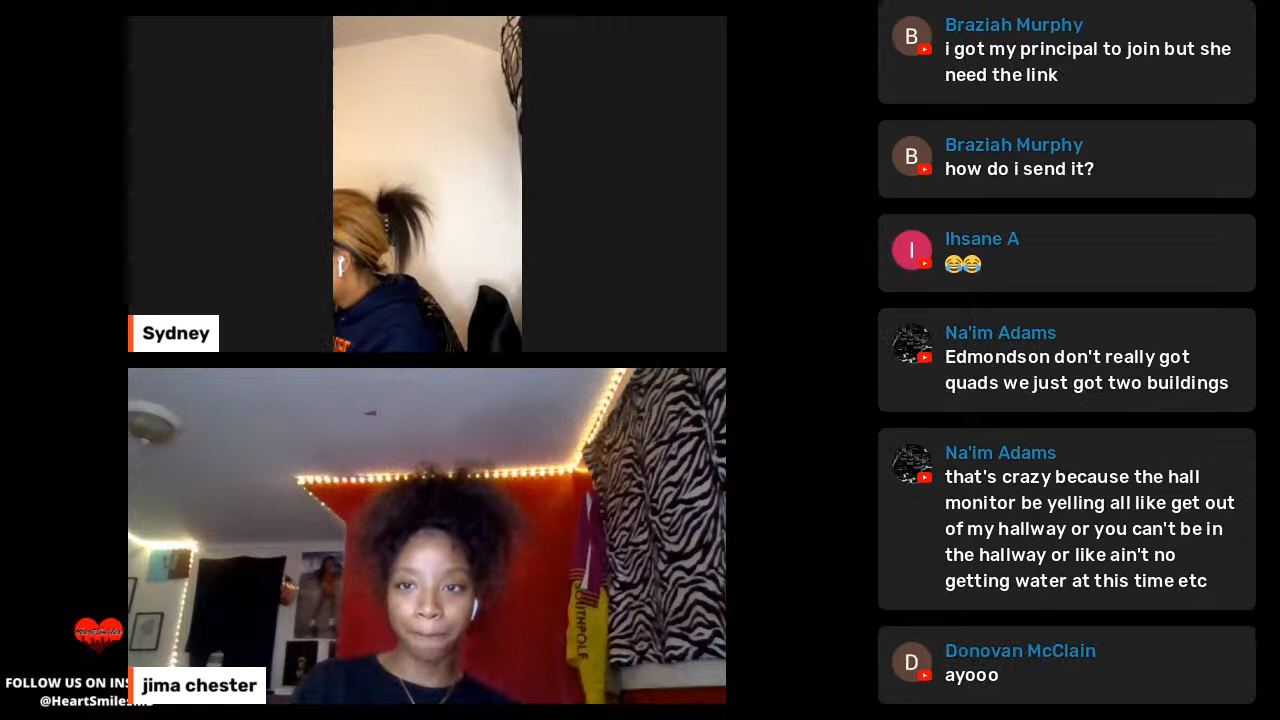 Sydney
SOUTHPOLE
HeartSmiles
FOLLOW US ON INS
jima chester
@HeartSmiles
Braziah Murphy
i got my principal to join but she
need the link
Braziah Murphy
how do i send it?
Ihsane A
😂😂
Na'im Adams
Edmondson don't really got
quads we just got two buildings
Na'im Adams
that's crazy because the hall
monitor be yelling all like get out
of my hallway or you can't be in
the hallway or like ain't no
getting water at this time etc
Donovan McClain
ayooo
B
B
I
D